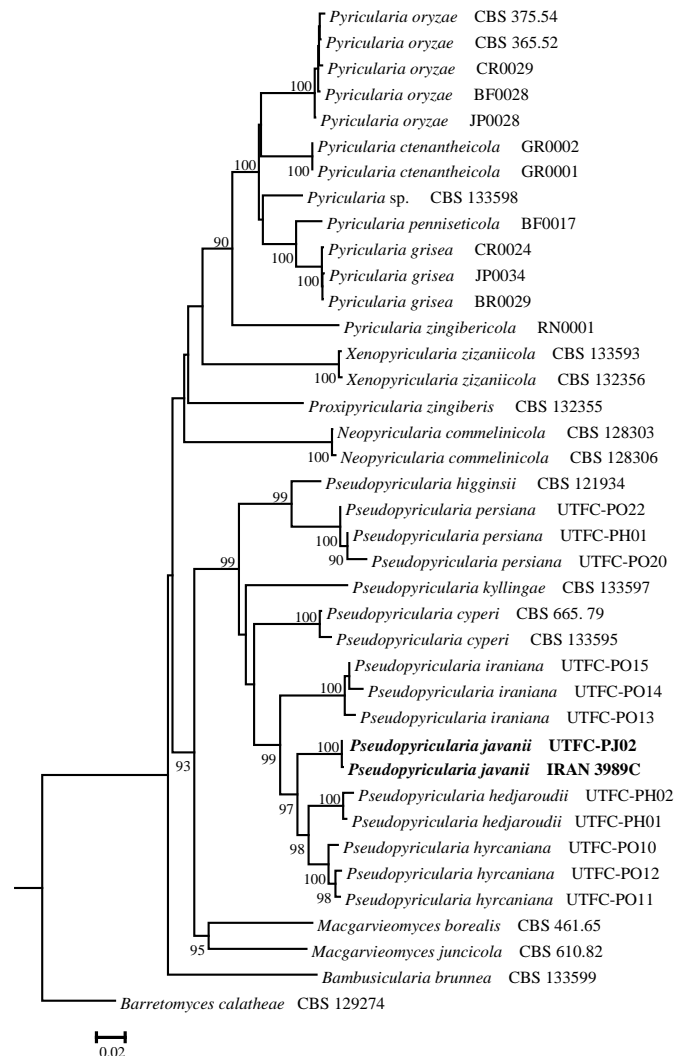 Pyricularia oryzae CBS 375.54
Pyricularia oryzae CBS 365.52
Pyricularia oryzae CR0029
100 Pyricularia oryzae BF0028
Pyricularia oryzae JP0028
Pyricularia ctenantheicola GR0002
100
100 Pyricularia ctenantheicola GR0001
Pyricularia sp. CBS 133598
Pyricularia penniseticola BF0017
90
Pyricularia grisea CR0024
100
Pyricularia grisea JP0034
100
Pyricularia grisea BR0029
Pyricularia zingibericola RN0001
Xenopyricularia zizaniicola CBS 133593
100 Xenopyricularia zizaniicola CBS 132356
Proxipyricularia zingiberis CBS 132355
Neopyricularia commelinicola CBS 128303
100 Neopyricularia commelinicola CBS 128306
Pseudopyricularia higginsii CBS 121934
99
Pseudopyricularia persiana UTFC-PO22
Pseudopyricularia persiana UTFC-PH01
100
90 Pseudopyricularia persiana UTFC-PO20
99
Pseudopyricularia kyllingae CBS 133597
100 Pseudopyricularia cyperi CBS 665. 79
Pseudopyricularia cyperi CBS 133595
Pseudopyricularia iraniana UTFC-PO15
100 Pseudopyricularia iraniana UTFC-PO14
Pseudopyricularia iraniana UTFC-PO13
100 Pseudopyricularia javanii UTFC-PJ02
99
93
Pseudopyricularia javanii IRAN 3989C
100 Pseudopyricularia hedjaroudii UTFC-PH02
97
Pseudopyricularia hedjaroudii UTFC-PH01
98
Pseudopyricularia hyrcaniana UTFC-PO10
Pseudopyricularia hyrcaniana UTFC-PO12
100
98 Pseudopyricularia hyrcaniana UTFC-PO11
Macgarvieomyces borealis CBS 461.65
95
Macgarvieomyces juncicola CBS 610.82
Bambusicularia brunnea CBS 133599
Barretomyces calatheae CBS 129274
0.02